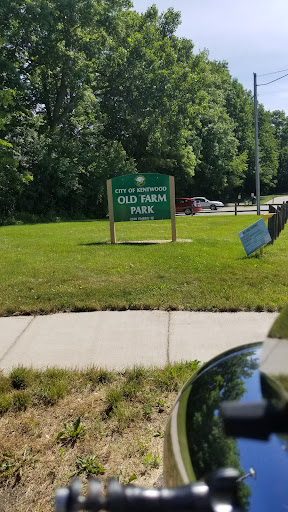 CITY OF KENTWOOD
OLD FARM
PARK